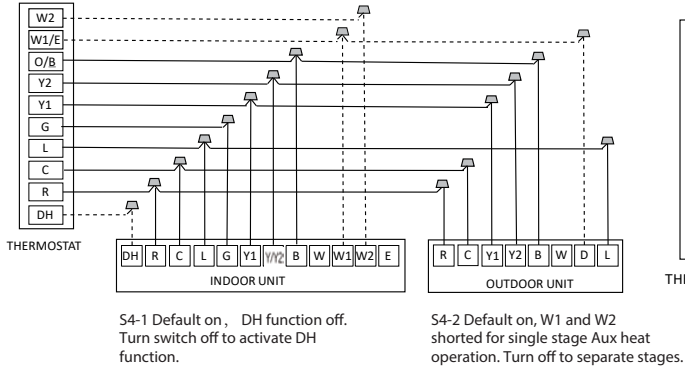 W2
W1/E
O/B
Y2
Y1
G
L
C
R
DH
THERMOSTAT
DH R C L G Y1 Y/Y2 B W W1 W2 E
INDOOR UNIT
R C Y1 Y2 B W D L
OUTDOOR UNIT
THE
S4-1 Default on， DH function off.
Turn switch off to activate DH
function.
S4-2 Default on, W1 and W2
shorted for single stage Aux heat
operation. Turn off to separate stages.